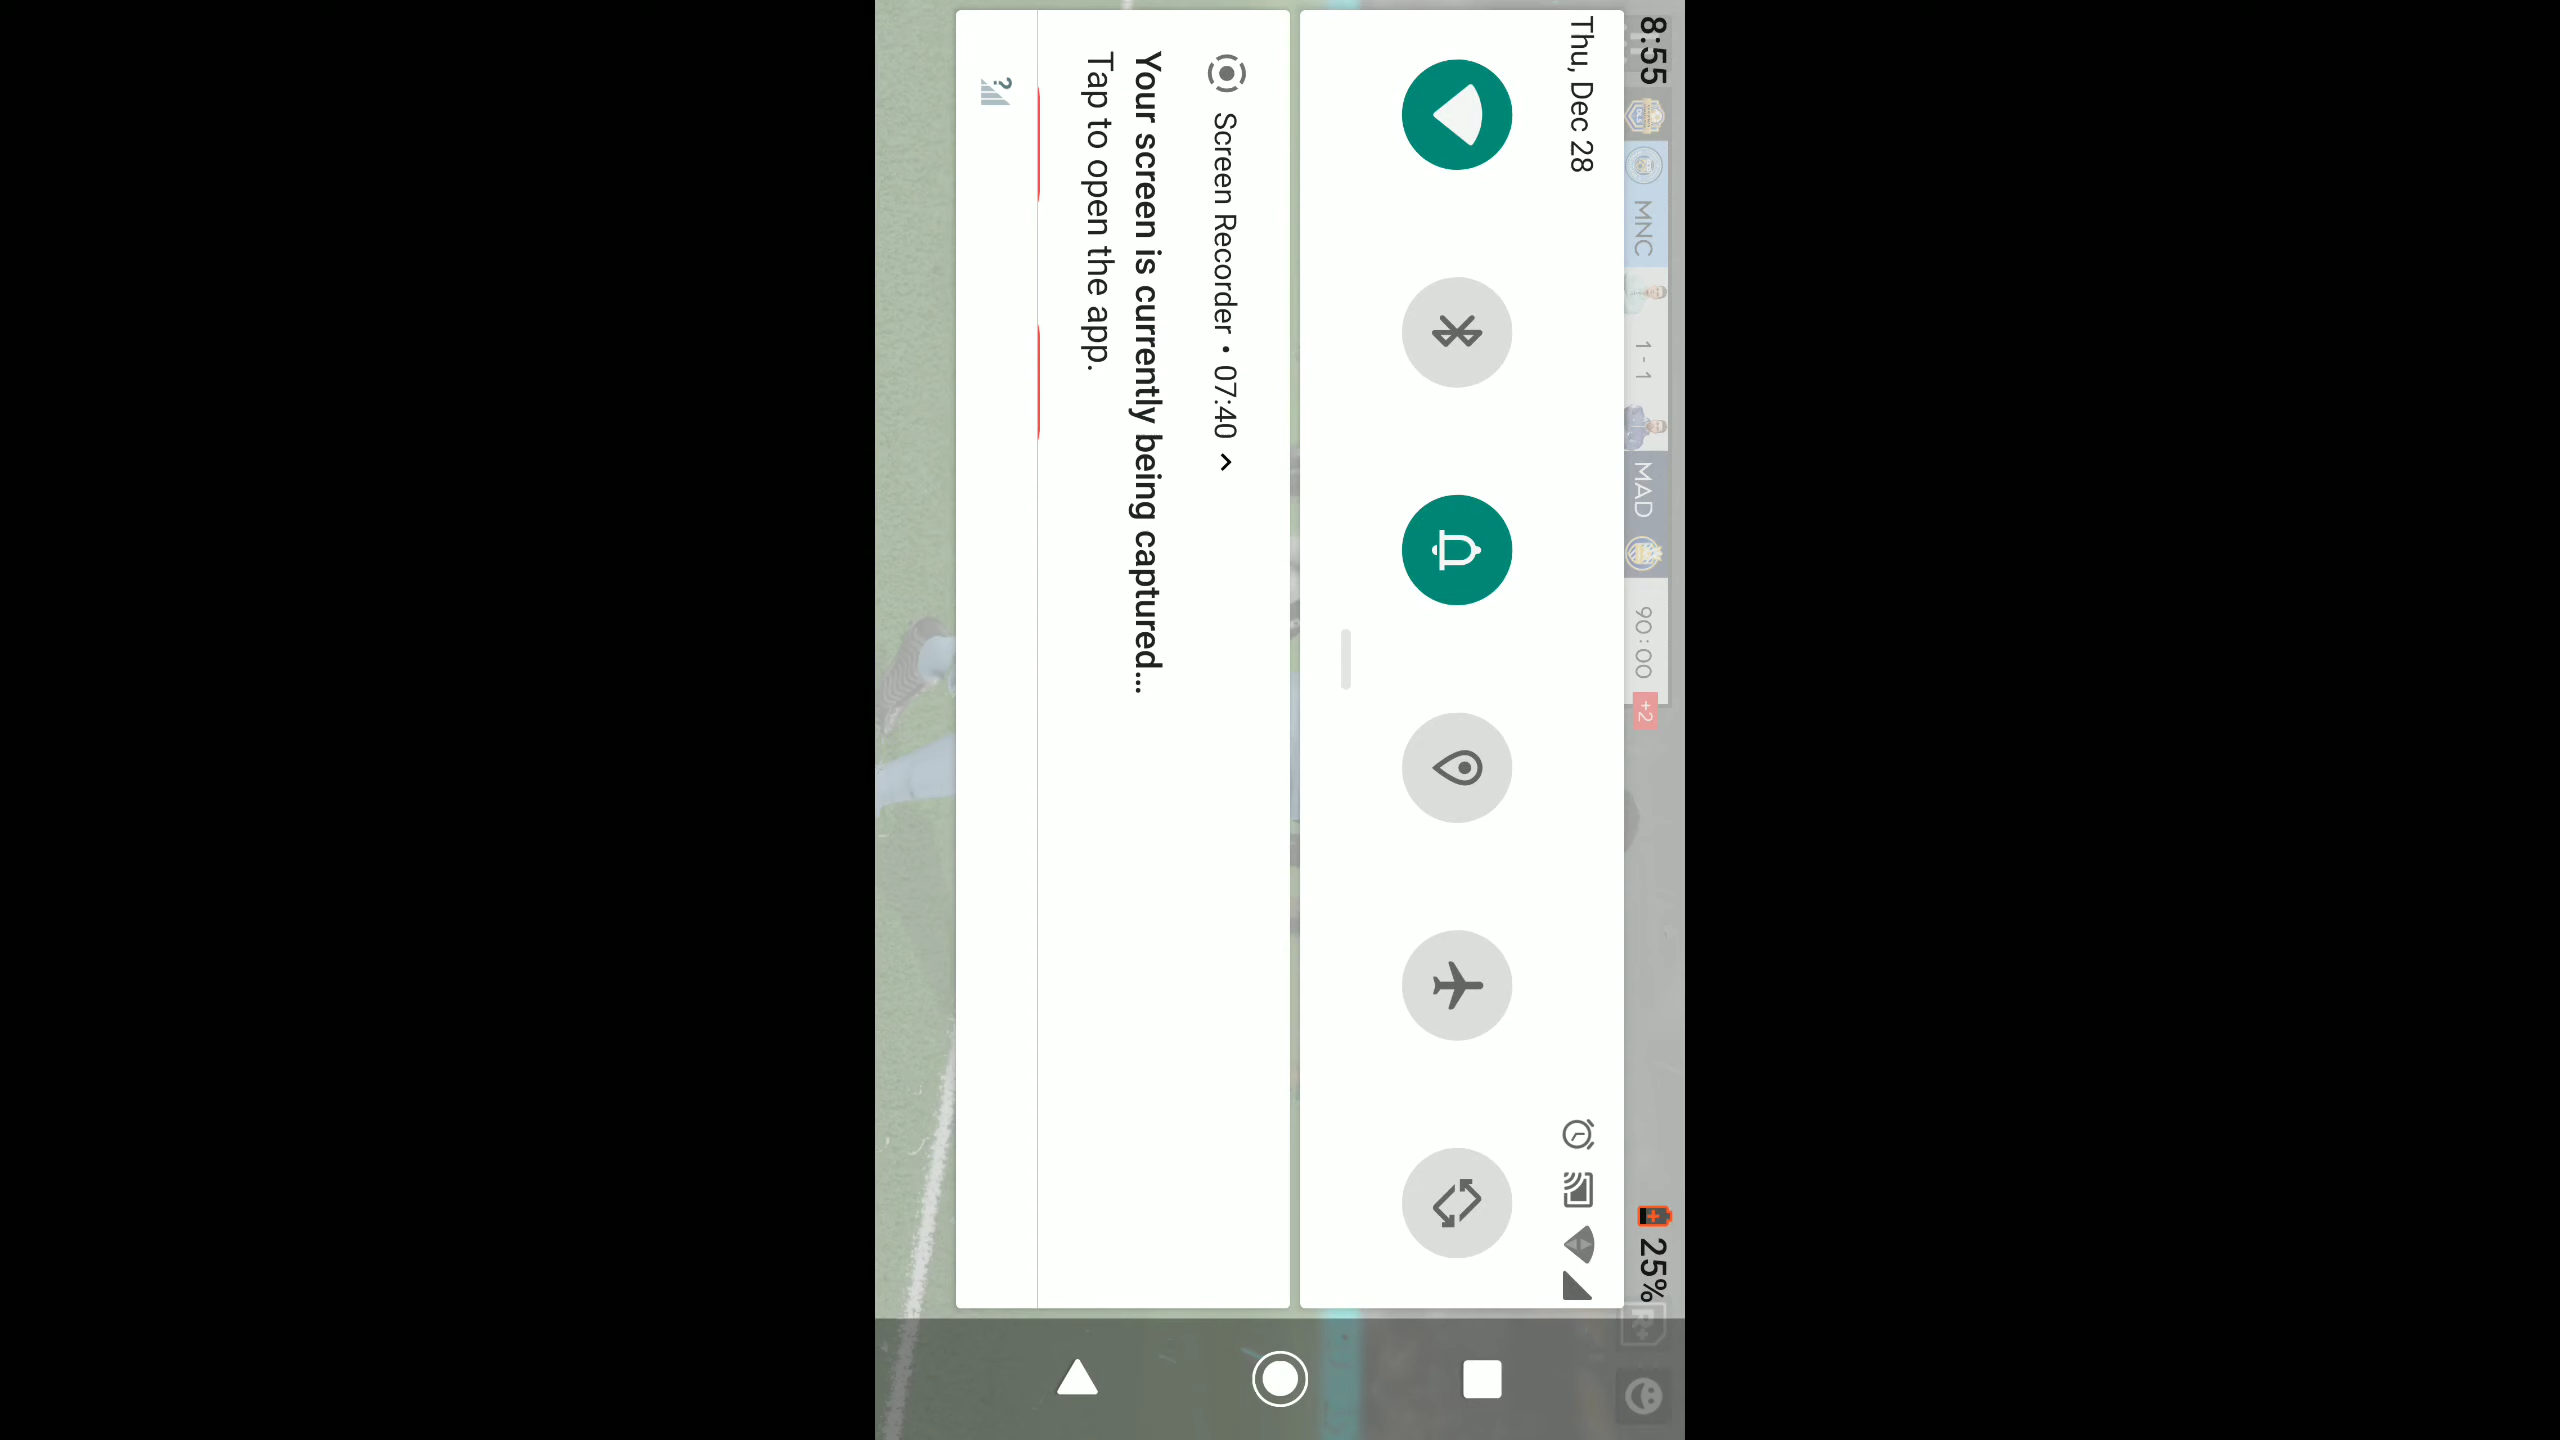 8:55
MNC
1 - 1
MAD
90:00
+2
25%
R+
Thu, Dec 28
Screen Recorder • 07:40
Your screen is currently being captured...
Tap to open the app.
?